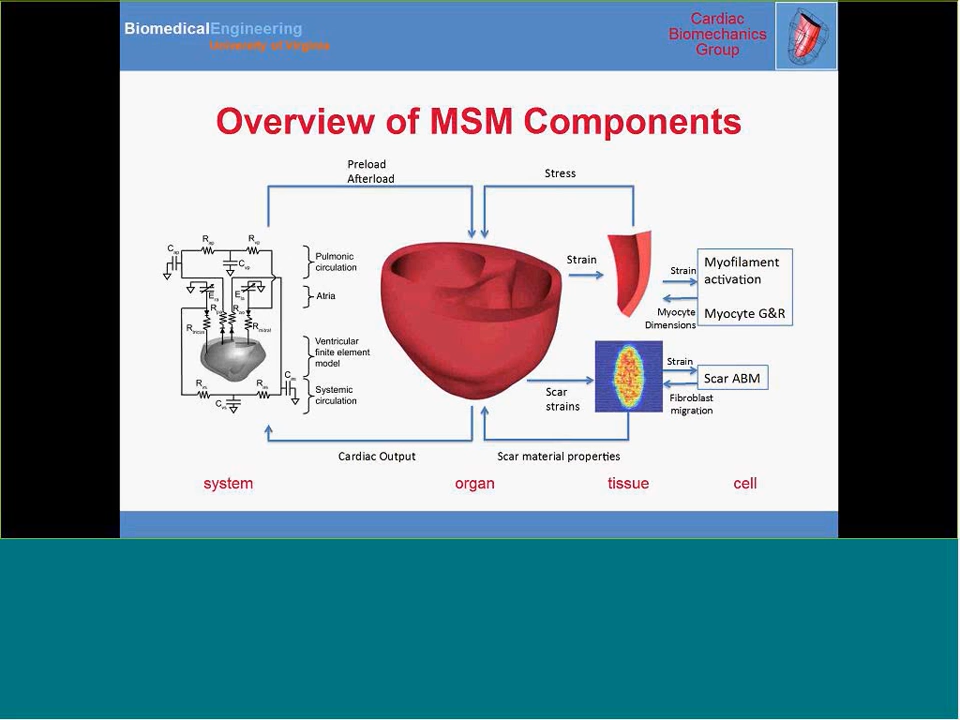 BiomedicalEngineering
University of Virginia
Cardiac
Biomechanics
Group
Overview of MSM Components
Preload
Afterload
Stress
Pulmonic
circulation
Atria
Ventricular
finite element
model
Systemic
circulation
Strain
Strain
Myocyte
Dimensions
Myofilament
activation
Myocyte G&R
Scar
strains
Strain
Fibroblast
migration
Scar ABM
Cardiac Output
Scar material properties
system
organ
tissue
cell